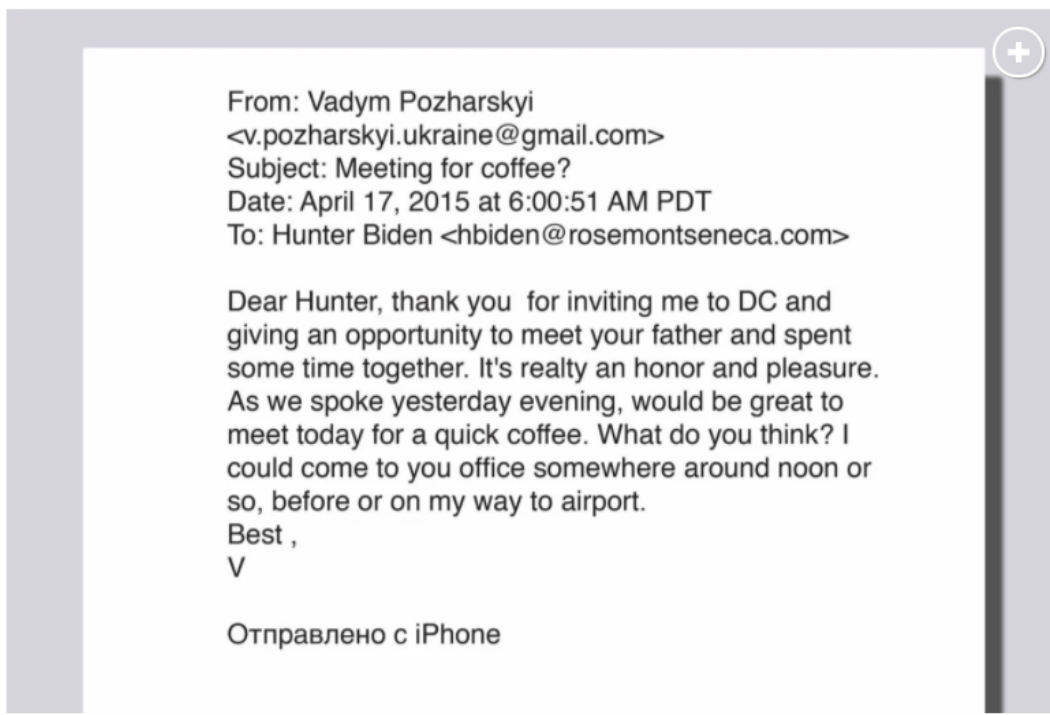 From: Vadym Pozharskyi
<v.pozharskyi.ukraine@gmail.com>
Subject: Meeting for coffee?
Date: April 17, 2015 at 6:00:51 AM PDT
To: Hunter Biden <hbiden@rosemontseneca.com>
Dear Hunter, thank you  for inviting me to DC and
giving an opportunity to meet your father and spent
some time together. It's realty an honor and pleasure.
As we spoke yesterday evening, would be great to
meet today for a quick coffee. What do you think? I
could come to you office somewhere around noon or
so, before or on my way to airport.
Best ,
V
Отправлено с iPhone